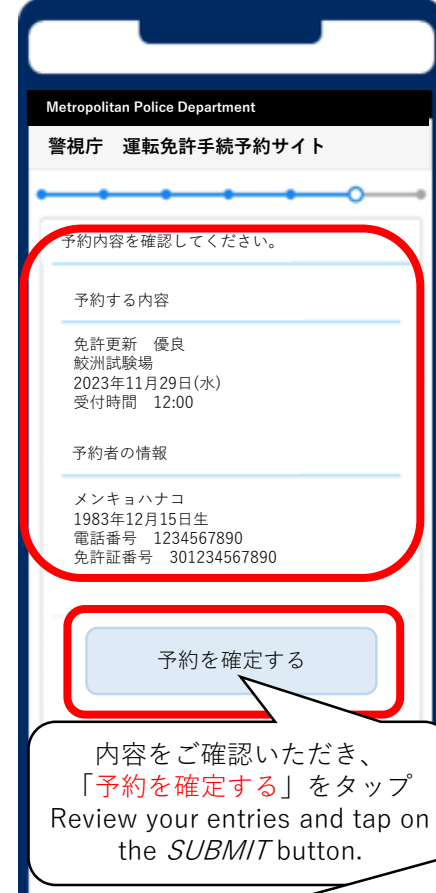 Metropolitan Police Department
警視庁　運転免許手続予約サイト
予約内容を確認してください。
予約する内容
免許更新　優良
鮫洲試験場
2023年11月29日(水)
受付時間　12:00
予約者の情報
メンキョハナコ
1983年12月15日生
電話番号　1234567890
免許証番号　301234567890
予約を確定する
内容をご確認いただき、
「予約を確定する」をタップ
Review your entries and tap on
the SUBMIT button.